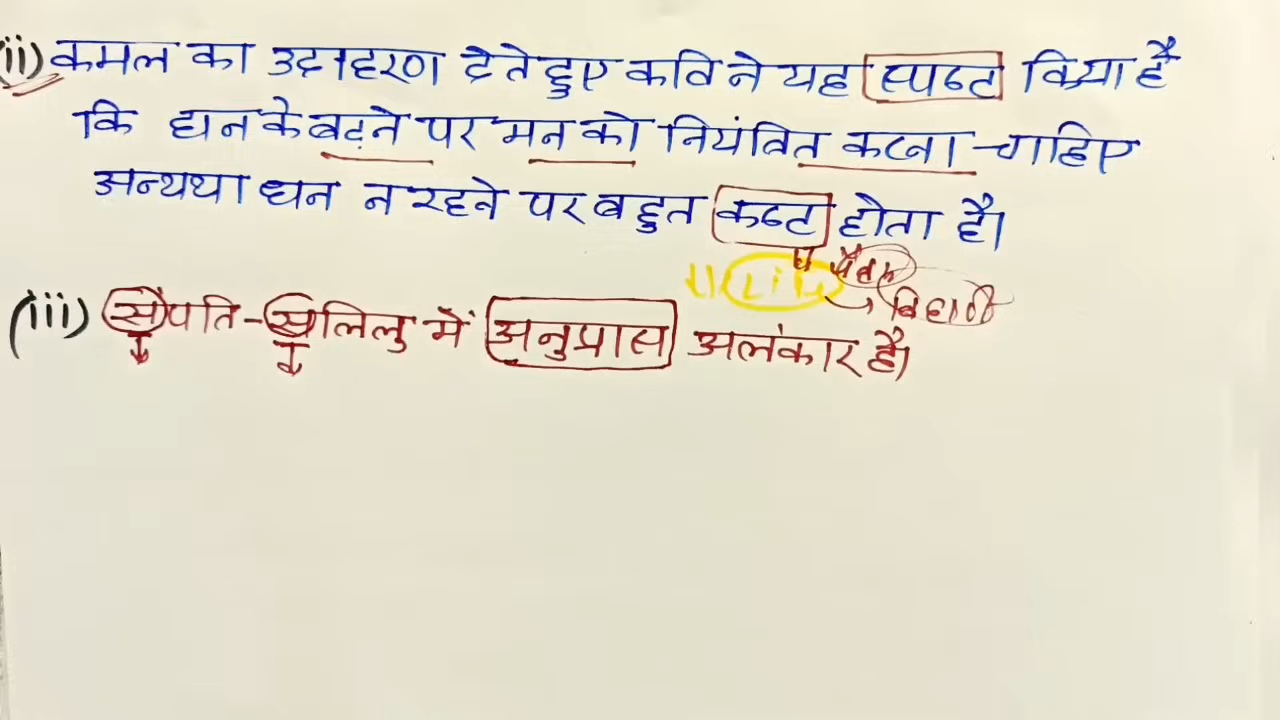 (ii) कमल का उदाहरण देते हुए कवि ने यह स्पष्ट किया है
कि धन के बढ़ने पर मन को नियंत्रित करना चाहिए
अन्यथा धन न रहने पर बहुत कष्ट होता है।
(iii) संपति-सलिलु में अनुप्रास अलंकार है।